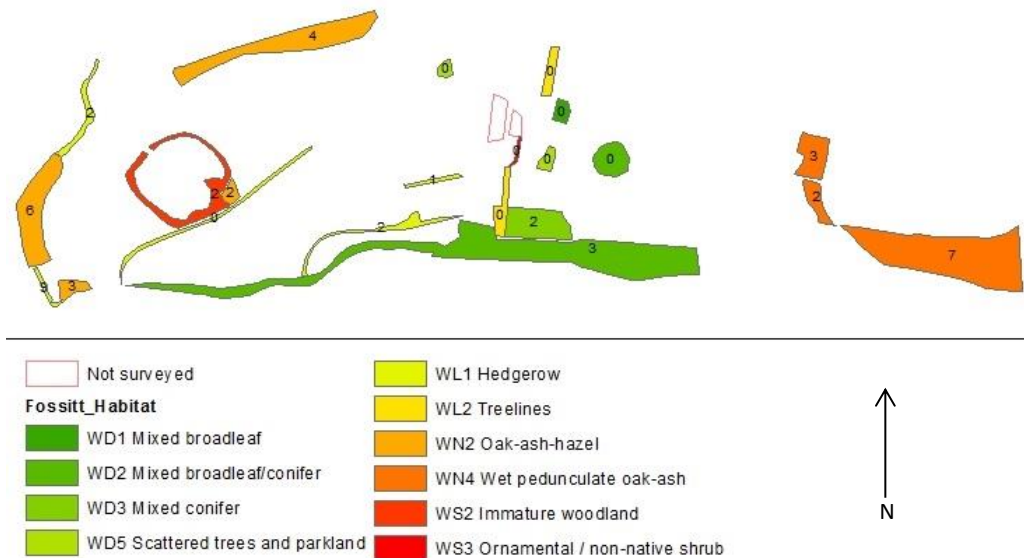 4
0
0
2
0
3
0
0
2
2
1
2
6
0
0
2
2
3
7
9
3
Not surveyed
Fossitt_Habitat
WD1 Mixed broadleaf
WD2 Mixed broadleaf/conifer
WD3 Mixed conifer
WD5 Scattered trees and parkland
WL1 Hedgerow
WL2 Treelines
WN2 Oak-ash-hazel
WN4 Wet pedunculate oak-ash
WS2 Immature woodland
WS3 Ornamental / non-native shrub
N